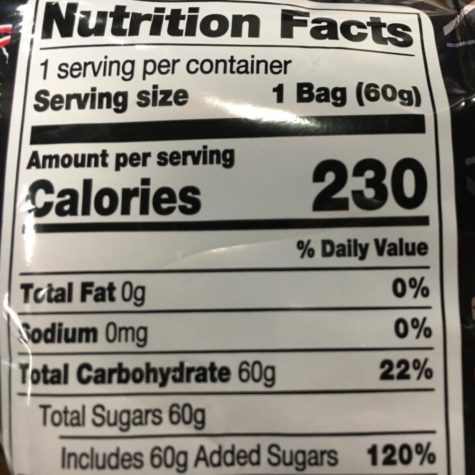 Nutrition Facts
1 serving per container
Serving size 1 Bag (60g)
Amount per serving
Calories 230
% Daily Value
Total Fat 0g 0%
Sodium 0mg 0%
Total Carbohydrate 60g 22%
Total Sugars 60g
Includes 60g Added Sugars 120%